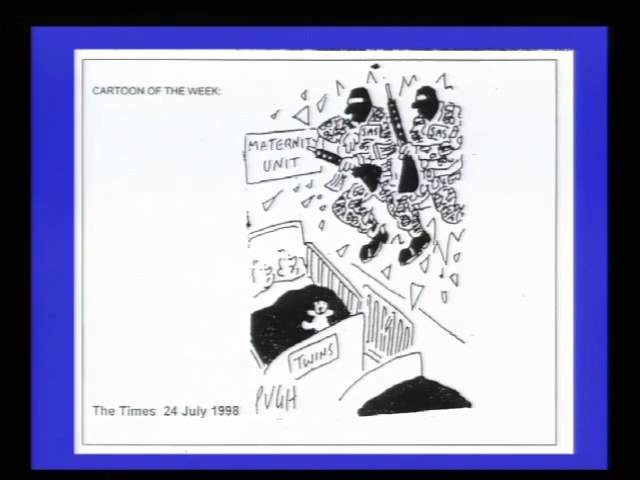 CARTOON OF THE WEEK:
SAS
SAS
MATERNITY
UNIT
TWINS
PUGH
The Times 24 July 1998